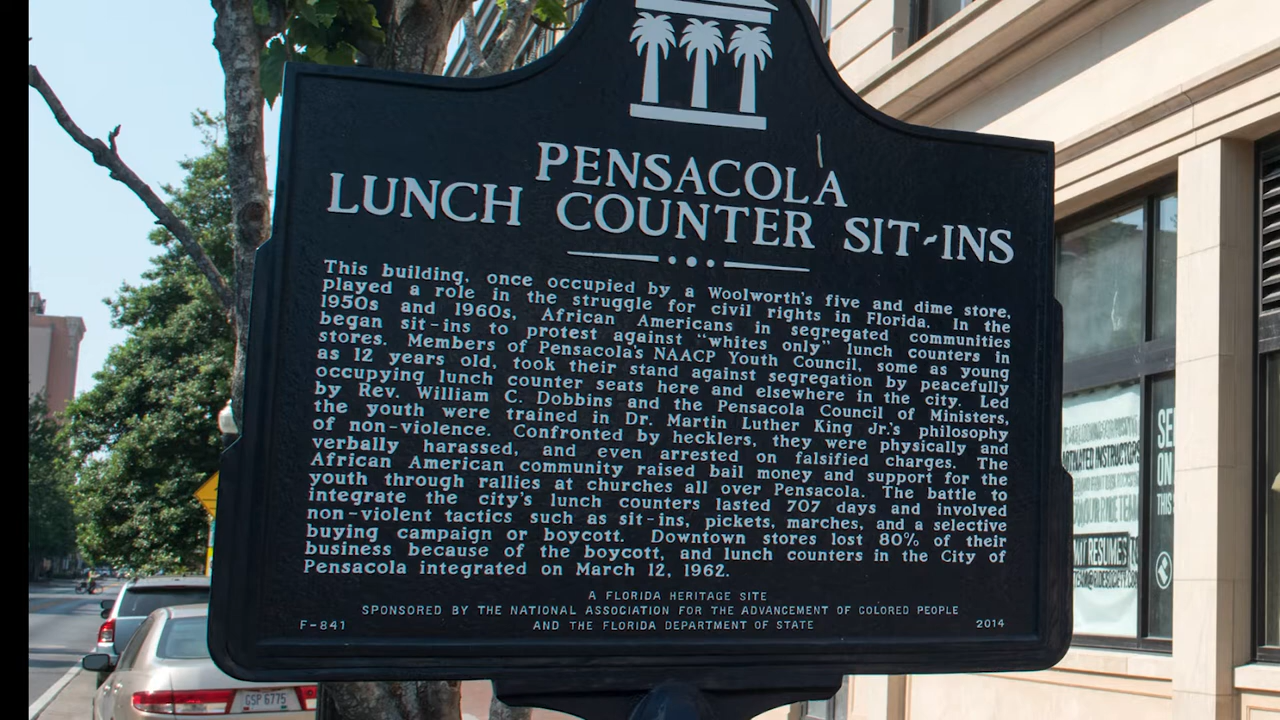 PENSACOLA
LUNCH COUNTER SIT-INS
This building, once occupied by a Woolworth's five and dime store,
played a role in the struggle for civil rights in Florida. In the
1950s and 1960s, African Americans in segregated communities
began sit-ins to protest against "whites only" lunch counters in
stores. Members of Pensacola's NAACP Youth Council, some as young
as 12 years old, took their stand against segregation by peacefully
occupying lunch counter seats here and elsewhere in the city. Led
by Rev. William C. Dobbins and the Pensacola Council of Ministers,
the youth were trained in Dr. Martin Luther King Jr.'s philosophy
of non-violence. Confronted by hecklers, they were physically and
verbally harassed, and even arrested on falsified charges. The
African American community raised bail money and support for the
youth through rallies at churches all over Pensacola. The battle to
integrate the city's lunch counters lasted 707 days and involved
non-violent tactics such as sit-ins, pickets, marches, and a selective
buying campaign or boycott. Downtown stores lost 80% of their
business because of the boycott, and lunch counters in the City of
Pensacola integrated on March 12, 1962.
A FLORIDA HERITAGE SITE
SPONSORED BY THE NATIONAL ASSOCIATION FOR THE ADVANCEMENT OF COLORED PEOPLE
F-841 AND THE FLORIDA DEPARTMENT OF STATE 2014
GSP 6775
INSTRUCTORS
RESUMES
ON
THIS